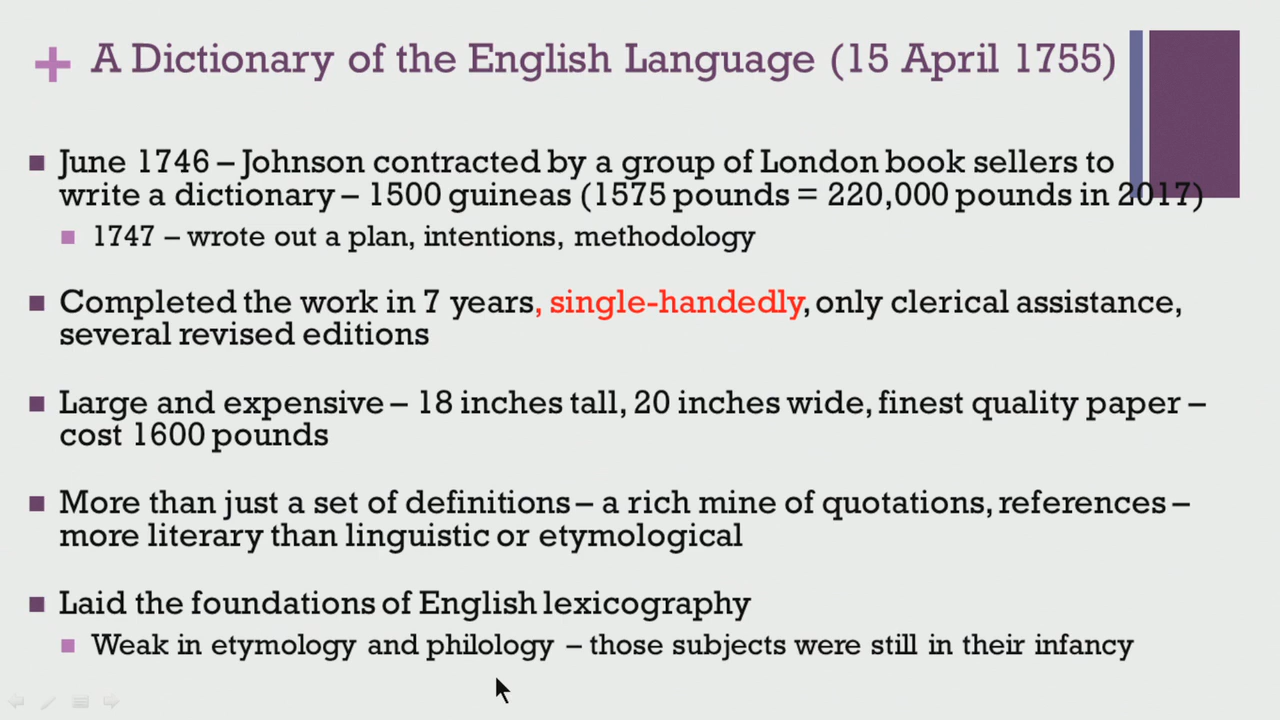 + A Dictionary of the English Language (15 April 1755)
■ June 1746 – Johnson contracted by a group of London book sellers to
write a dictionary – 1500 guineas (1575 pounds = 220,000 pounds in 2017)
■ 1747 – wrote out a plan, intentions, methodology
■ Completed the work in 7 years, single-handedly, only clerical assistance,
several revised editions
■ Large and expensive – 18 inches tall, 20 inches wide, finest quality paper –
cost 1600 pounds
■ More than just a set of definitions – a rich mine of quotations, references –
more literary than linguistic or etymological
■ Laid the foundations of English lexicography
■ Weak in etymology and philology – those subjects were still in their infancy